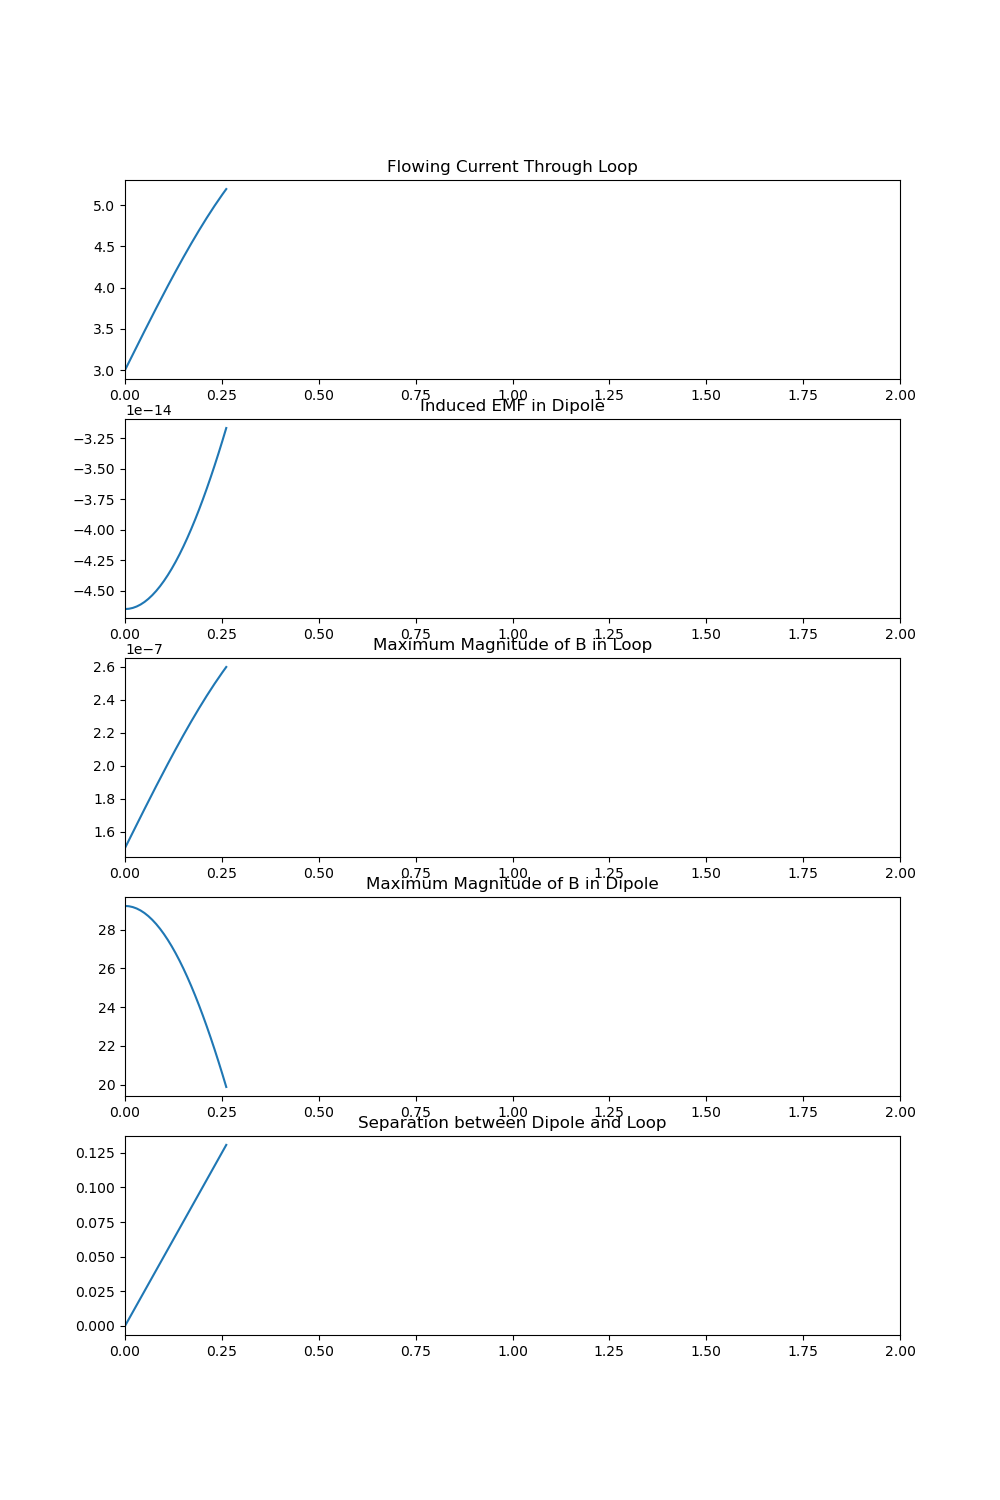 Flowing Current Through Loop
5.0
4.5
4.0
3.5
3.0
0.00 0.25 0.50 0.75 1.00 1.25 1.50 1.75 2.00
Induced EMF in Dipole
1e−14
−3.25
−3.50
−3.75
−4.00
−4.25
−4.50
0.00 0.25 0.50 0.75 1.00 1.25 1.50 1.75 2.00
Maximum Magnitude of B in Loop
1e−7
2.6
2.4
2.2
2.0
1.8
1.6
0.00 0.25 0.50 0.75 1.00 1.25 1.50 1.75 2.00
Maximum Magnitude of B in Dipole
28
26
24
22
20
0.00 0.25 0.50 0.75 1.00 1.25 1.50 1.75 2.00
Separation between Dipole and Loop
0.125
0.100
0.075
0.050
0.025
0.000
0.00 0.25 0.50 0.75 1.00 1.25 1.50 1.75 2.00